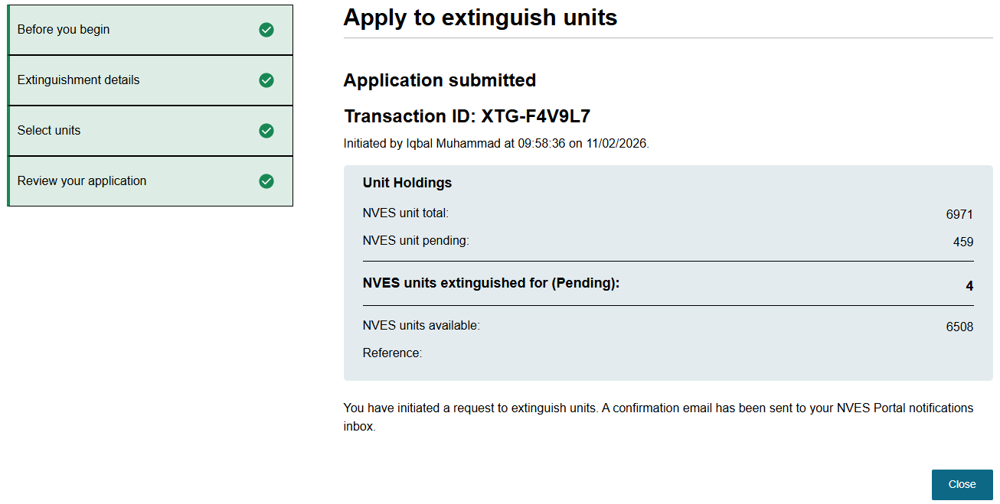 Before you begin
Extinguishment details
Select units
Review your application
Apply to extinguish units
Application submitted
Transaction ID: XTG-F4V9L7
Initiated by Iqbal Muhammad at 09:58:36 on 11/02/2026.
Unit Holdings
NVES unit total: 6971
NVES unit pending: 459
NVES units extinguished for (Pending): 4
NVES units available: 6508
Reference:
You have initiated a request to extinguish units. A confirmation email has been sent to your NVES Portal notifications
inbox.
Close